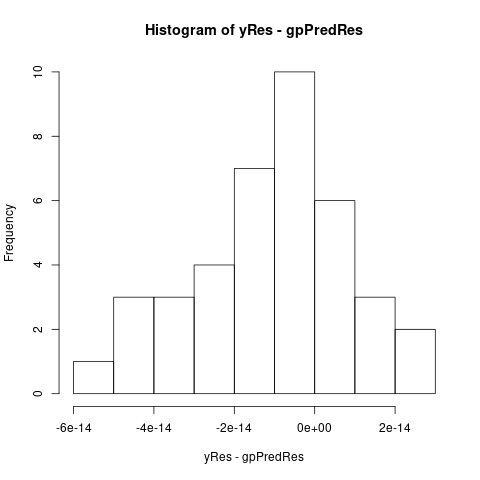 Histogram of yRes - gpPredRes
Frequency
10
8
6
4
2
0
-6e-14 -4e-14 -2e-14 0e+00 2e-14
yRes - gpPredRes